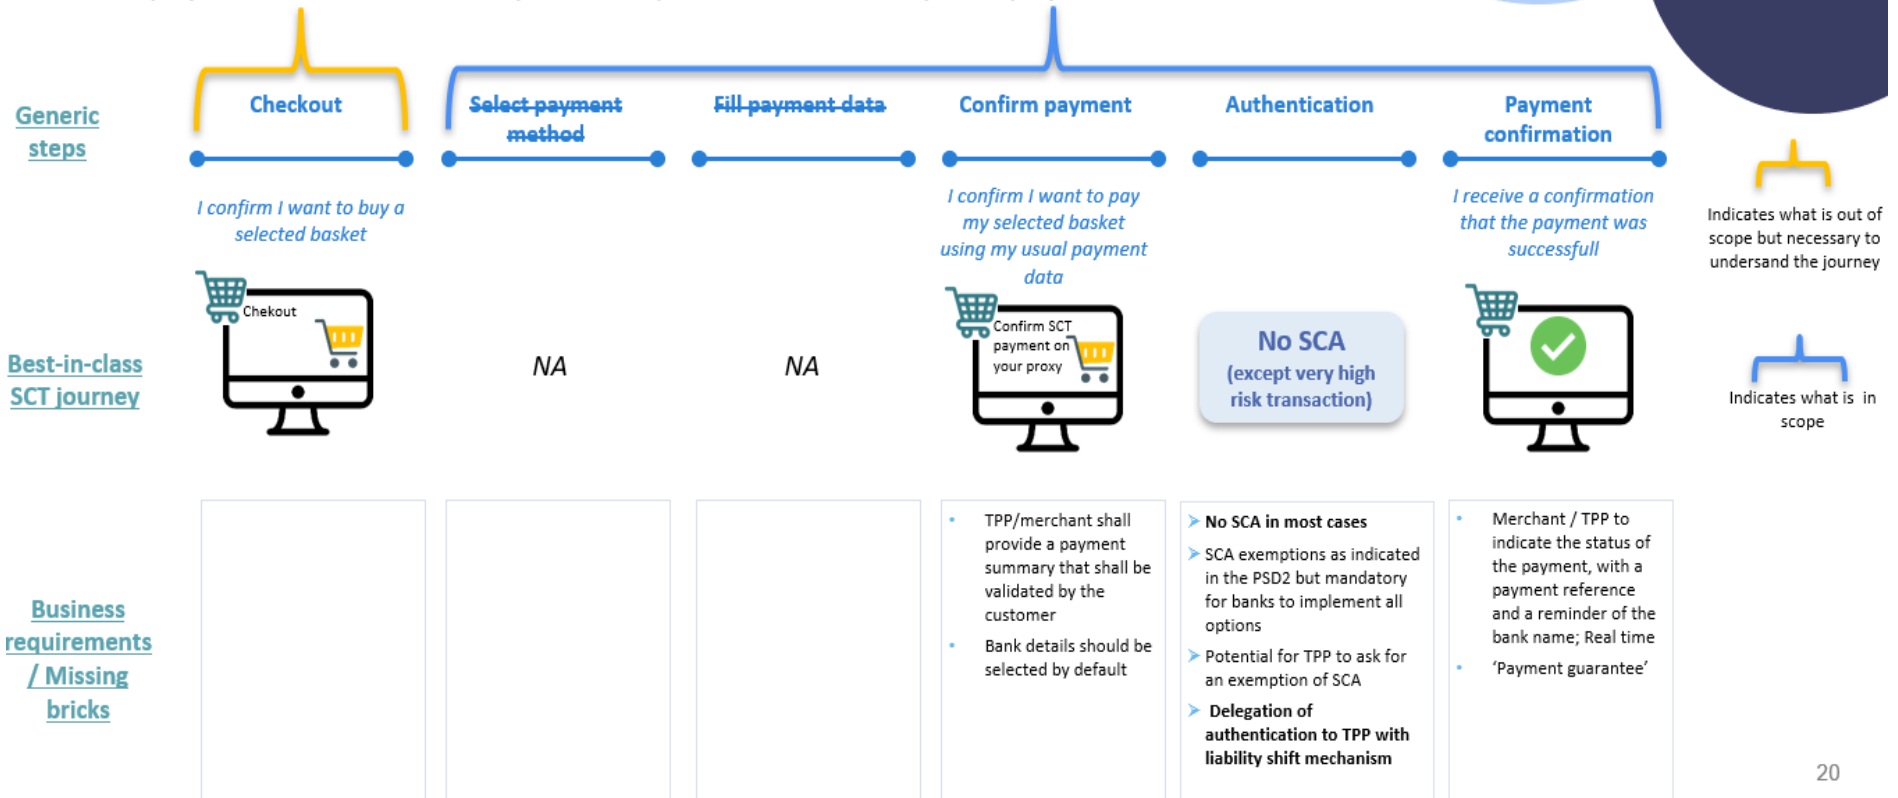 Generic
steps
Checkout
Select payment
method
Fill payment data
Confirm payment
Authentication
Payment
confirmation
I confirm I want to buy a
selected basket
I confirm I want to pay
my selected basket
using my usual payment
data
I receive a confirmation
that the payment was
successfull
Indicates what is out of
scope but necessary to
undersand the journey
Best-in-class
SCT journey
Chekout
NA
NA
Confirm SCT
payment on
your proxy
No SCA
(except very high
risk transaction)
Indicates what is in
scope
Business
requirements
/ Missing
bricks
• TPP/merchant shall
provide a payment
summary that shall be
validated by the
customer
• Bank details should be
selected by default
➢ No SCA in most cases
➢ SCA exemptions as indicated
in the PSD2 but mandatory
for banks to implement all
options
➢ Potential for TPP to ask for
an exemption of SCA
➢ Delegation of
authentication to TPP with
liability shift mechanism
• Merchant / TPP to
indicate the status of
the payment, with a
payment reference
and a reminder of the
bank name; Real time
• ‘Payment guarantee’
20